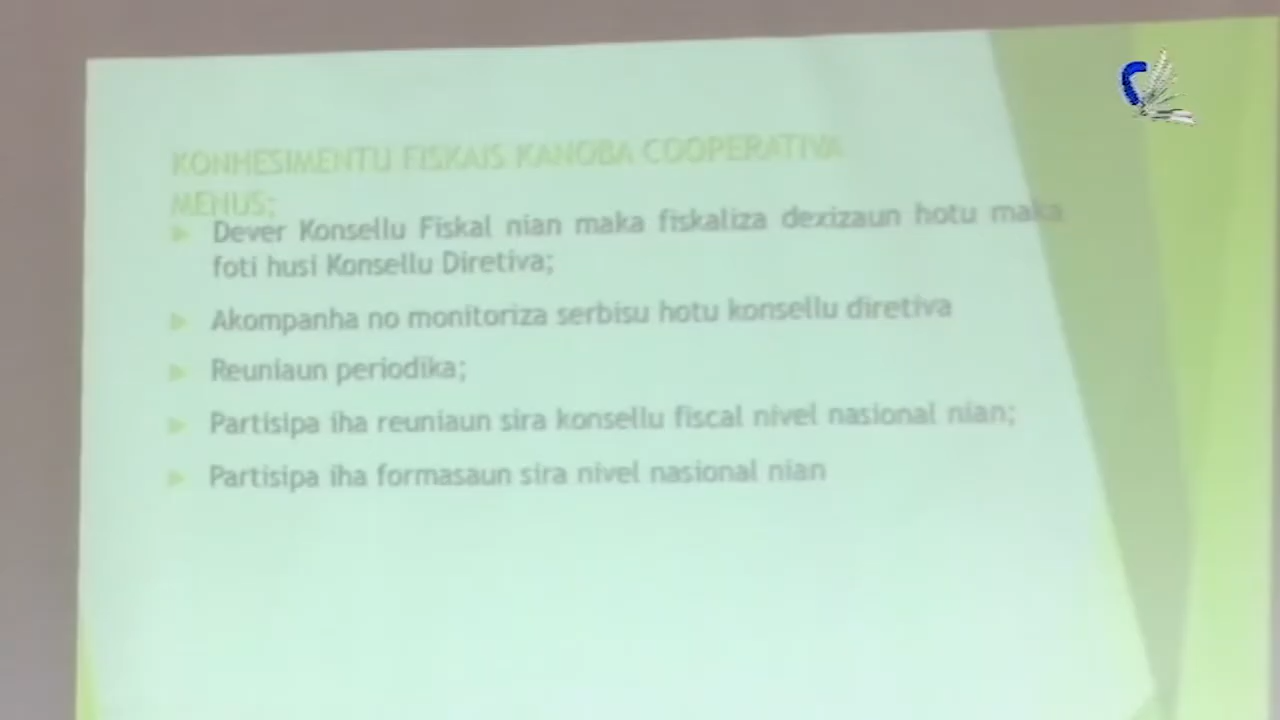 KONHESIMENTU FISKAIS KANOBA COOPERATIVA
MENUS;
Dever Konsellu Fiskal nian maka fiskaliza dexizaun hotu maka
foti husi Konsellu Diretiva;
Akompanha no monitoriza serbisu hotu konsellu diretiva
Reuniaun periodika;
Partisipa iha reuniaun sira konsellu fiscal nivel nasional nian;
Partisipa iha formasaun sira nivel nasional nian